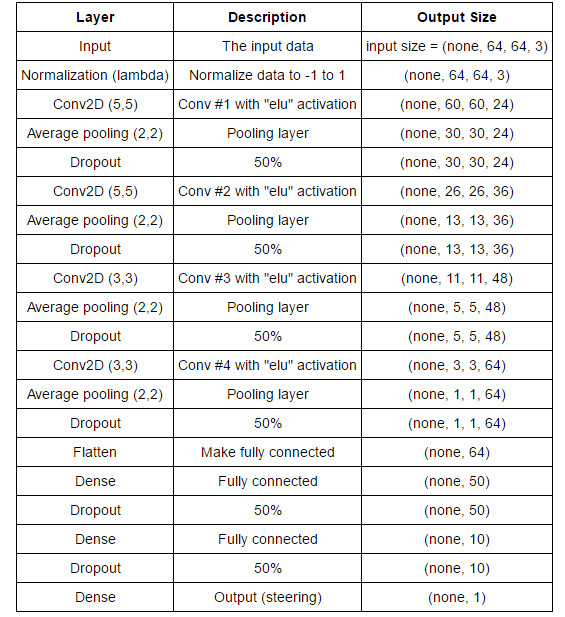 Layer Description Output Size
Input The input data input size = (none, 64, 64, 3)
Normalization (lambda) Normalize data to -1 to 1 (none, 64, 64, 3)
Conv2D (5,5) Conv #1 with "elu" activation (none, 60, 60, 24)
Average pooling (2,2) Pooling layer (none, 30, 30, 24)
Dropout 50% (none, 30, 30, 24)
Conv2D (5,5) Conv #2 with "elu" activation (none, 26, 26, 36)
Average pooling (2,2) Pooling layer (none, 13, 13, 36)
Dropout 50% (none, 13, 13, 36)
Conv2D (3,3) Conv #3 with "elu" activation (none, 11, 11, 48)
Average pooling (2,2) Pooling layer (none, 5, 5, 48)
Dropout 50% (none, 5, 5, 48)
Conv2D (3,3) Conv #4 with "elu" activation (none, 3, 3, 64)
Average pooling (2,2) Pooling layer (none, 1, 1, 64)
Dropout 50% (none, 1, 1, 64)
Flatten Make fully connected (none, 64)
Dense Fully connected (none, 50)
Dropout 50% (none, 50)
Dense Fully connected (none, 10)
Dropout 50% (none, 10)
Dense Output (steering) (none, 1)